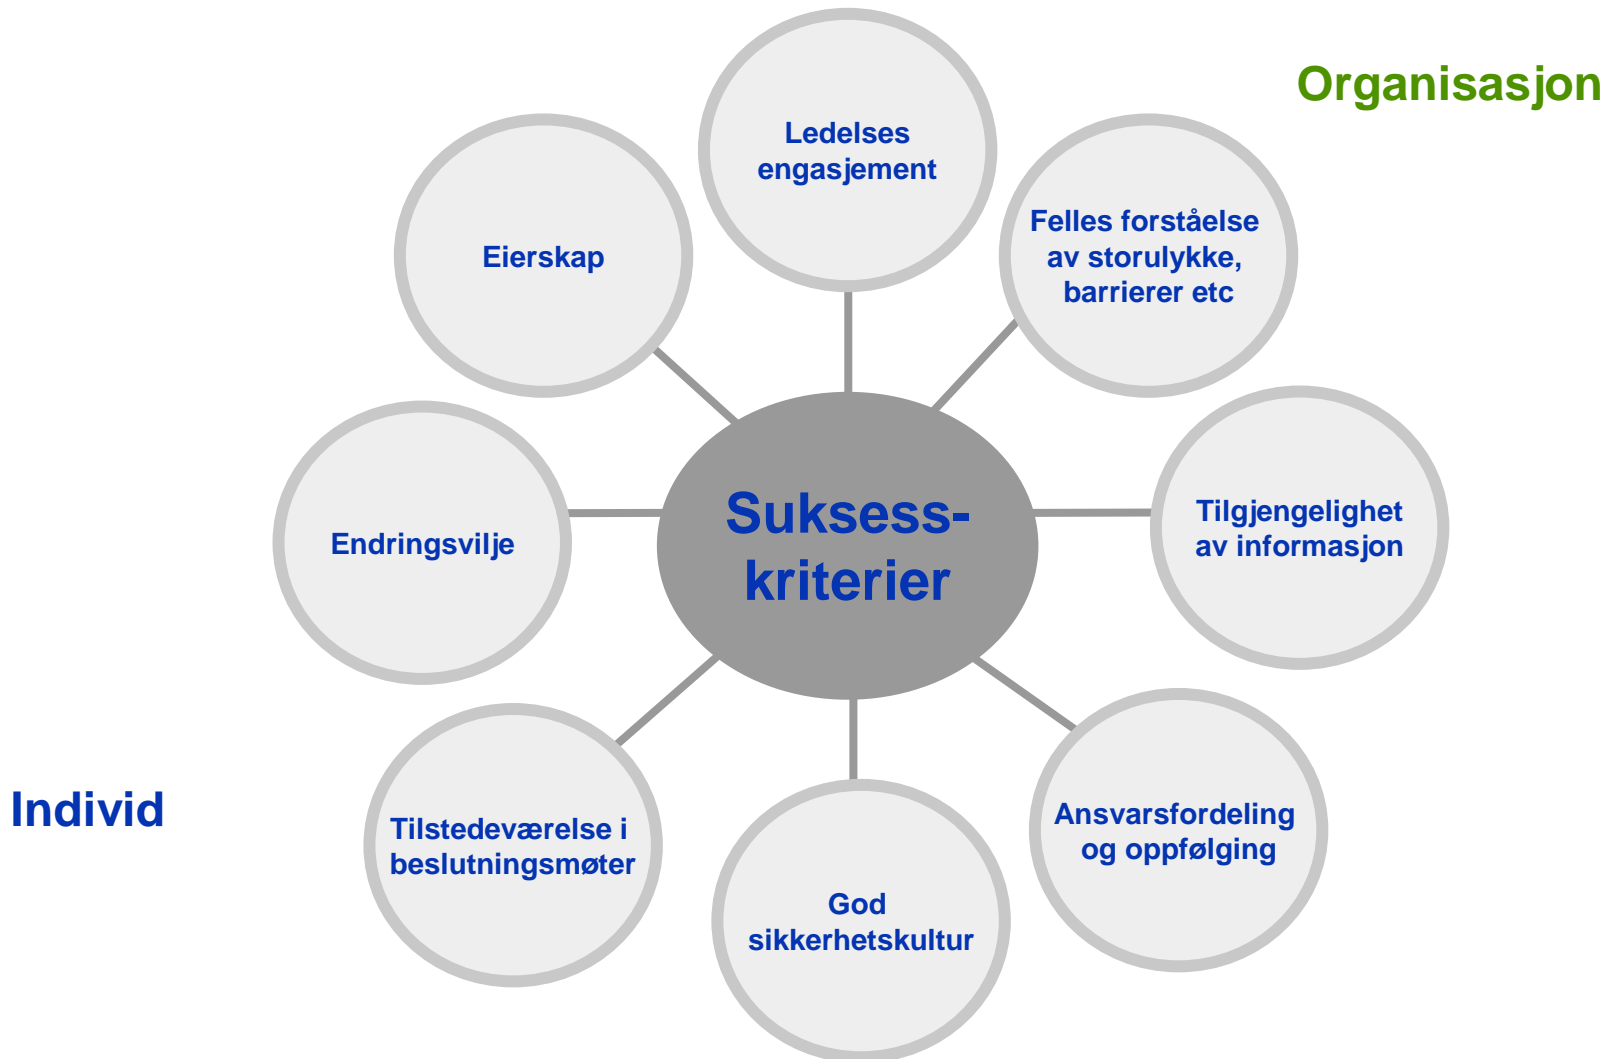 Organisasjon
Ledelses
engasjement
Felles forståelse
av storulykke,
barrierer etc
Eierskap
Tilgjengelighet
av informasjon
Suksess-
kriterier
Endringsvilje
Individ
Tilstedeværelse i
beslutningsmøter
Ansvarsfordeling
og oppfølging
God
sikkerhetskultur